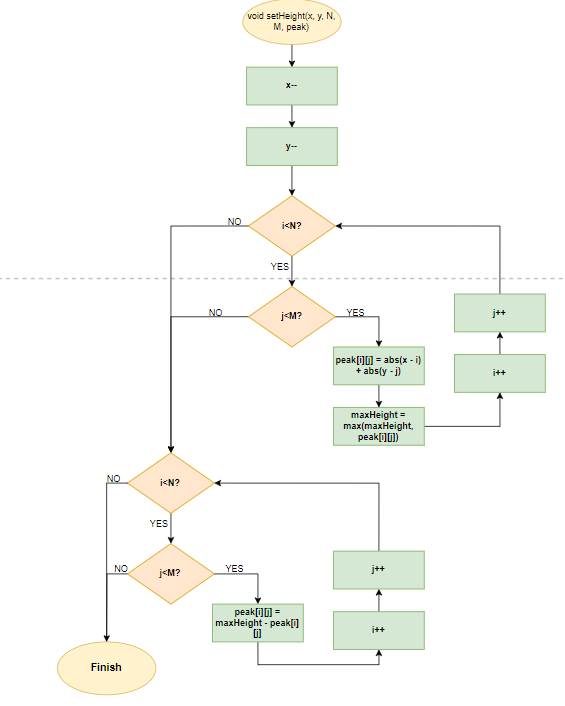 void setHeight(x, y, N,
M, peak)
x--
y--
i<N?
NO
YES
j<M?
NO
YES
j++
peak[i][j] = abs(x - i)
+ abs(y - j)
i++
maxHeight =
max(maxHeight,
peak[i][j])
i<N?
NO
YES
j<M?
NO
YES
j++
peak[i][j] =
maxHeight - peak[i]
[j]
i++
Finish